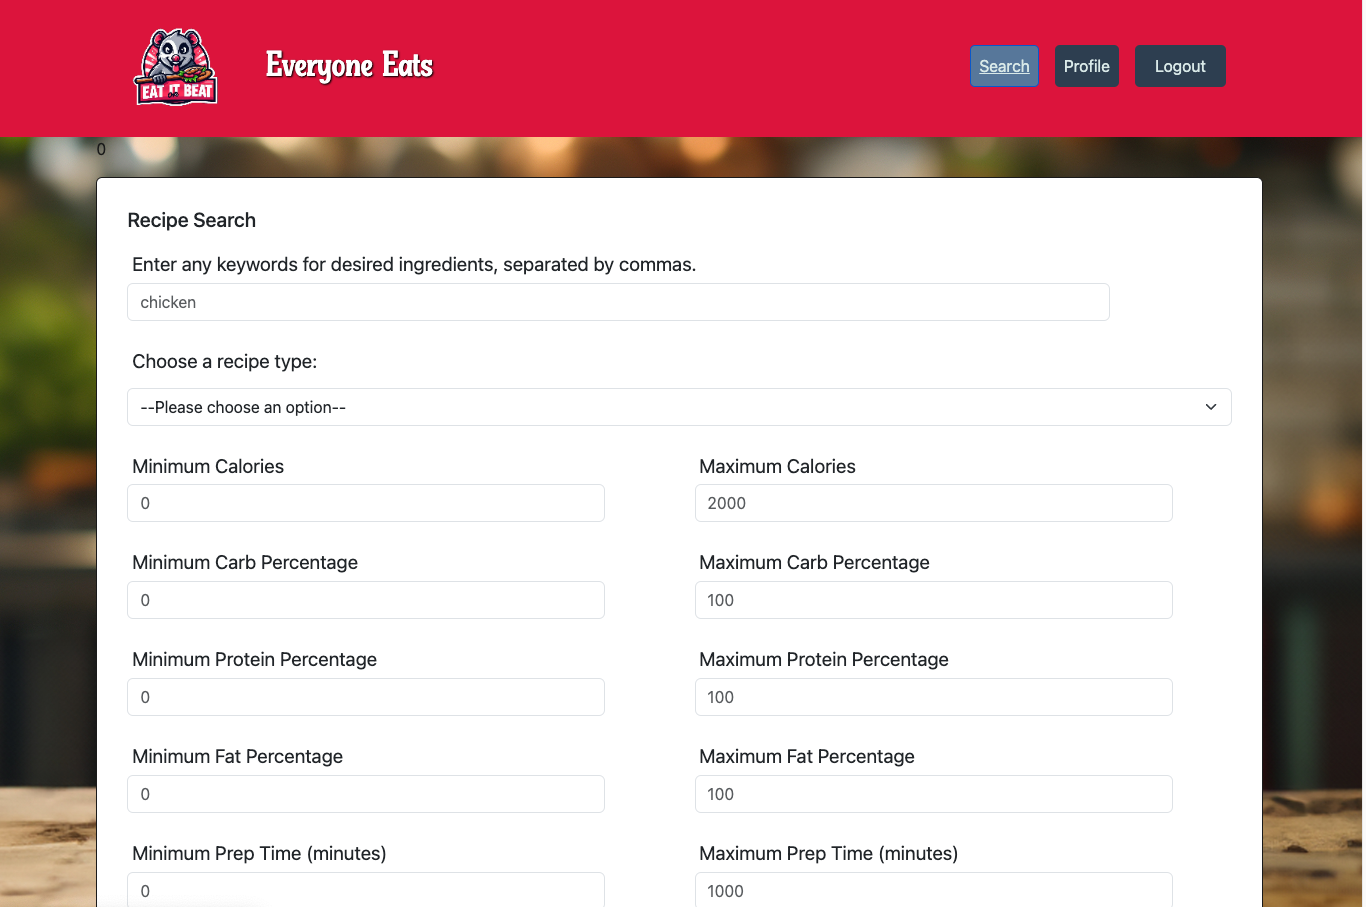 EAT IT BEAT
Everyone Eats
Search Profile Logout
0
Recipe Search
Enter any keywords for desired ingredients, separated by commas.
chicken
Choose a recipe type:
--Please choose an option--
Minimum Calories Maximum Calories
0 2000
Minimum Carb Percentage Maximum Carb Percentage
0 100
Minimum Protein Percentage Maximum Protein Percentage
0 100
Minimum Fat Percentage Maximum Fat Percentage
0 100
Minimum Prep Time (minutes) Maximum Prep Time (minutes)
0 1000